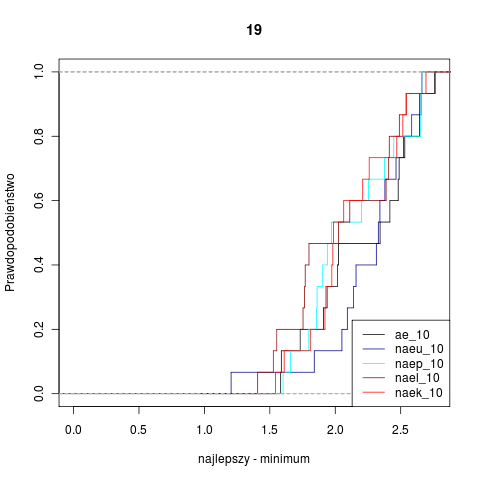 19
Prawdopodobieństwo
1.0
0.8
0.6
0.4
0.2
0.0
0.0 0.5 1.0 1.5 2.0 2.5
najlepszy - minimum
ae_10
naeu_10
naep_10
nael_10
naek_10